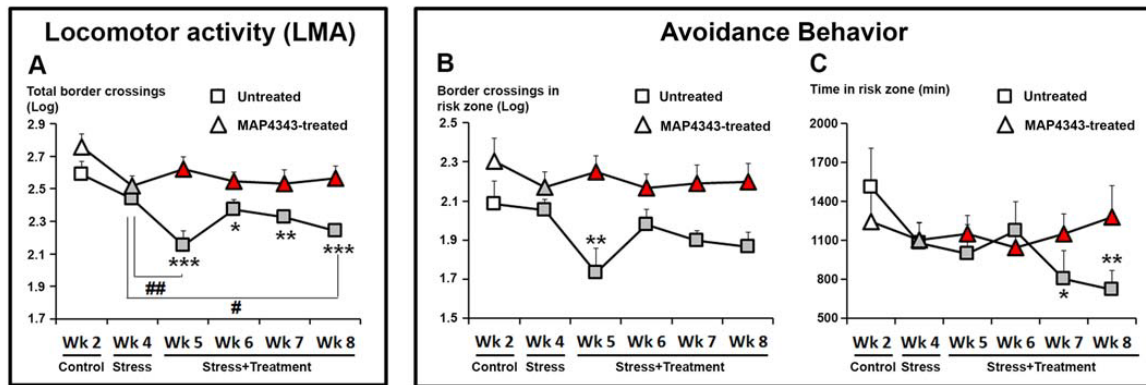 Locomotor activity (LMA)
A
Total border crossings
(Log)
Untreated
MAP4343-treated
2.9
2.7
2.5
2.3
2.1
1.9
1.7
*
**
***
***
##
#
Wk 2 Wk 4 Wk 5 Wk 6 Wk 7 Wk 8
Control Stress Stress+Treatment
Avoidance Behavior
B
Border crossings in
risk zone (Log)
Untreated
MAP4343-treated
2.5
2.3
2.1
1.9
1.7
1.5
**
Wk 2 Wk 4 Wk 5 Wk 6 Wk 7 Wk 8
Control Stress Stress+Treatment
C
Time in risk zone (min)
Untreated
MAP4343-treated
2000
1700
1400
1100
800
500
**
*
Wk 2 Wk 4 Wk 5 Wk 6 Wk 7 Wk 8
Control Stress Stress+Treatment